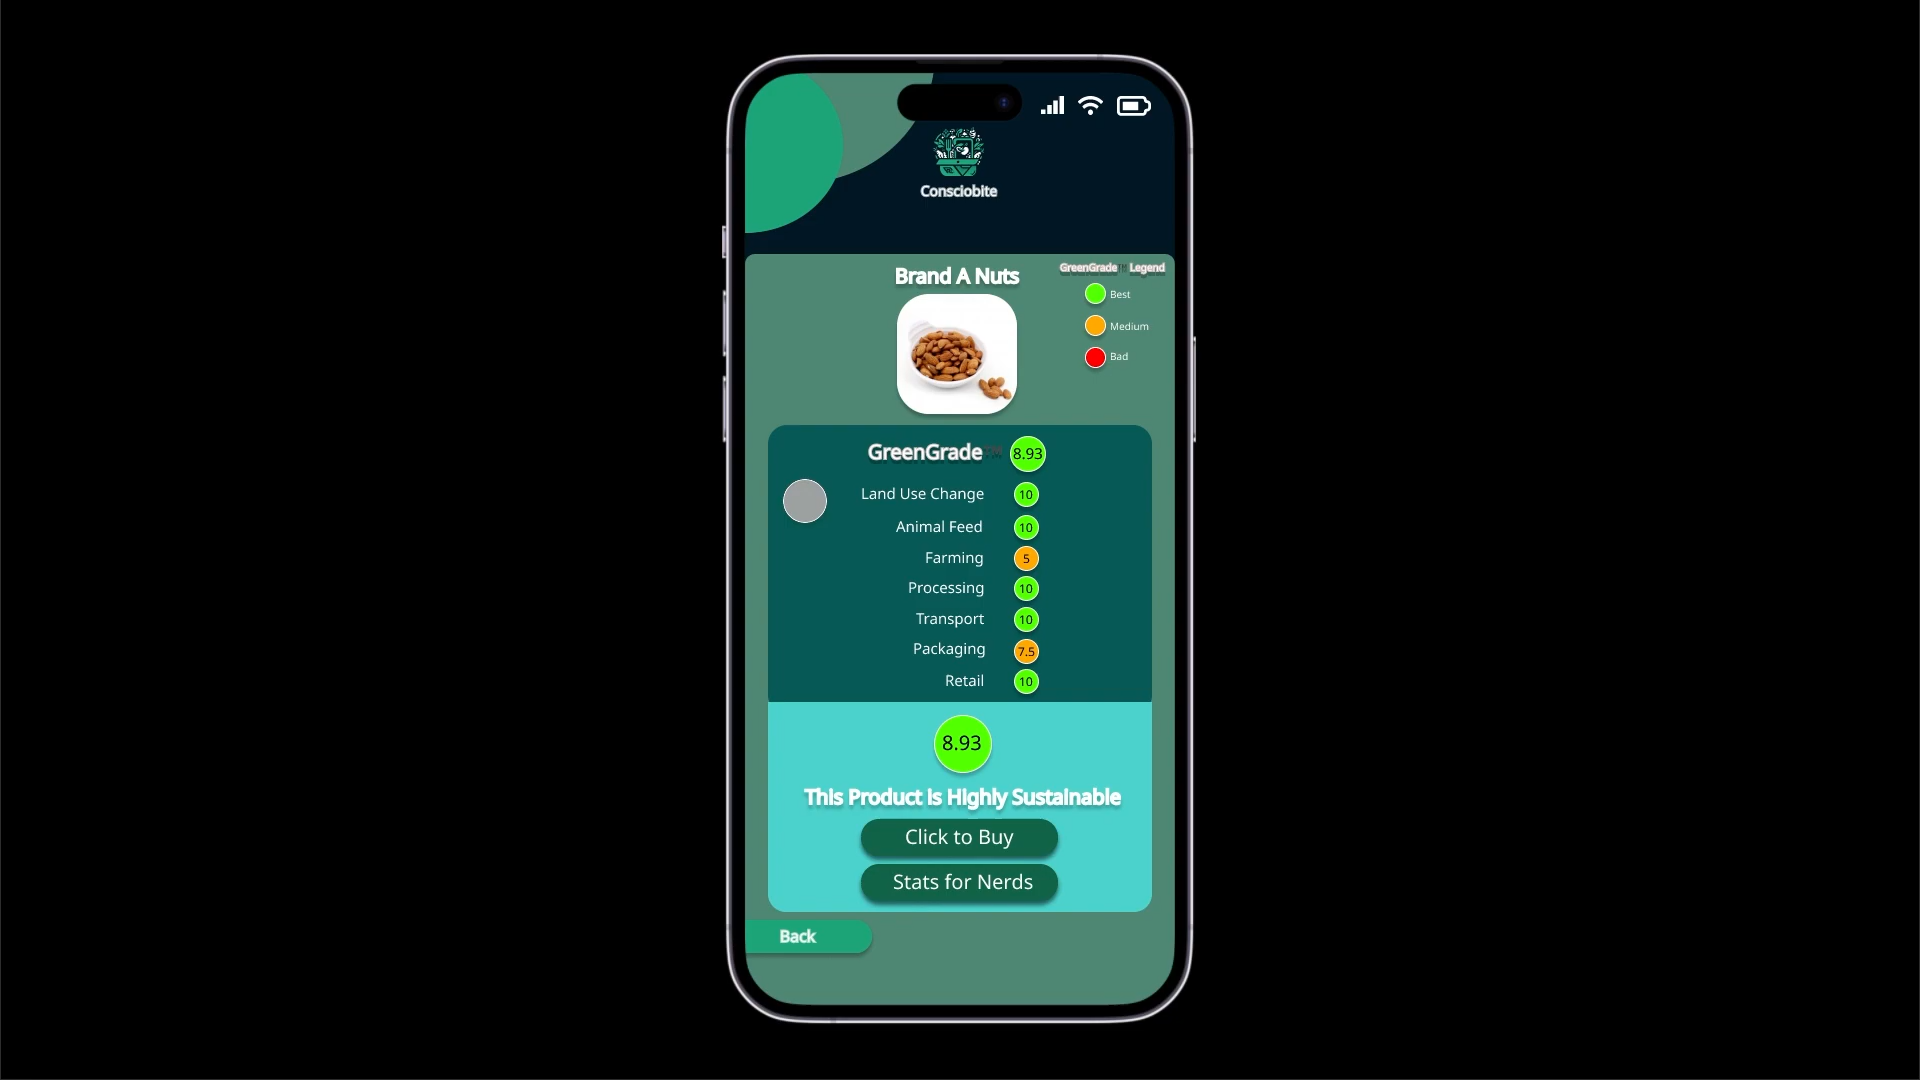 Consciobite
Brand A Nuts
GreenGrade™ Legend
Best
Medium
Bad
GreenGrade™ 8.93
Land Use Change 10
Animal Feed 10
Farming 5
Processing 10
Transport 10
Packaging 7.5
Retail 10
8.93
This Product is Highly Sustainable
Click to Buy
Stats for Nerds
Back